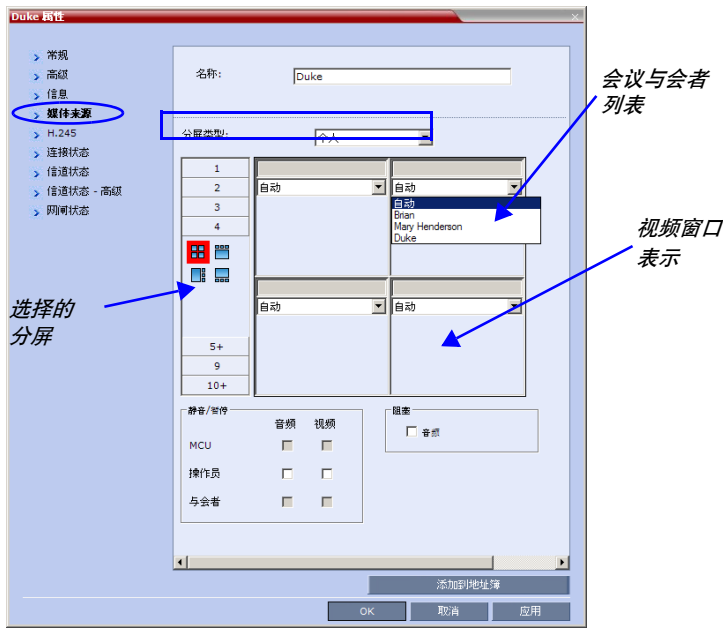 Duke 属性
常规
高级
信息
媒体来源
H.245
连接状态
信道状态
信道状态 - 高级
网闸状态
名称:
Duke
分屏类型:
个人
1
2
3
4
5+
9
10+
自动
自动
自动
Brian
Mary Henderson
Duke
自动
自动
静音/暂停
音频 视频
MCU
操作员
与会者
阻塞
音频
添加到地址簿
OK
取消
应用
会议与会者
列表
视频窗口
表示
选择的
分屏